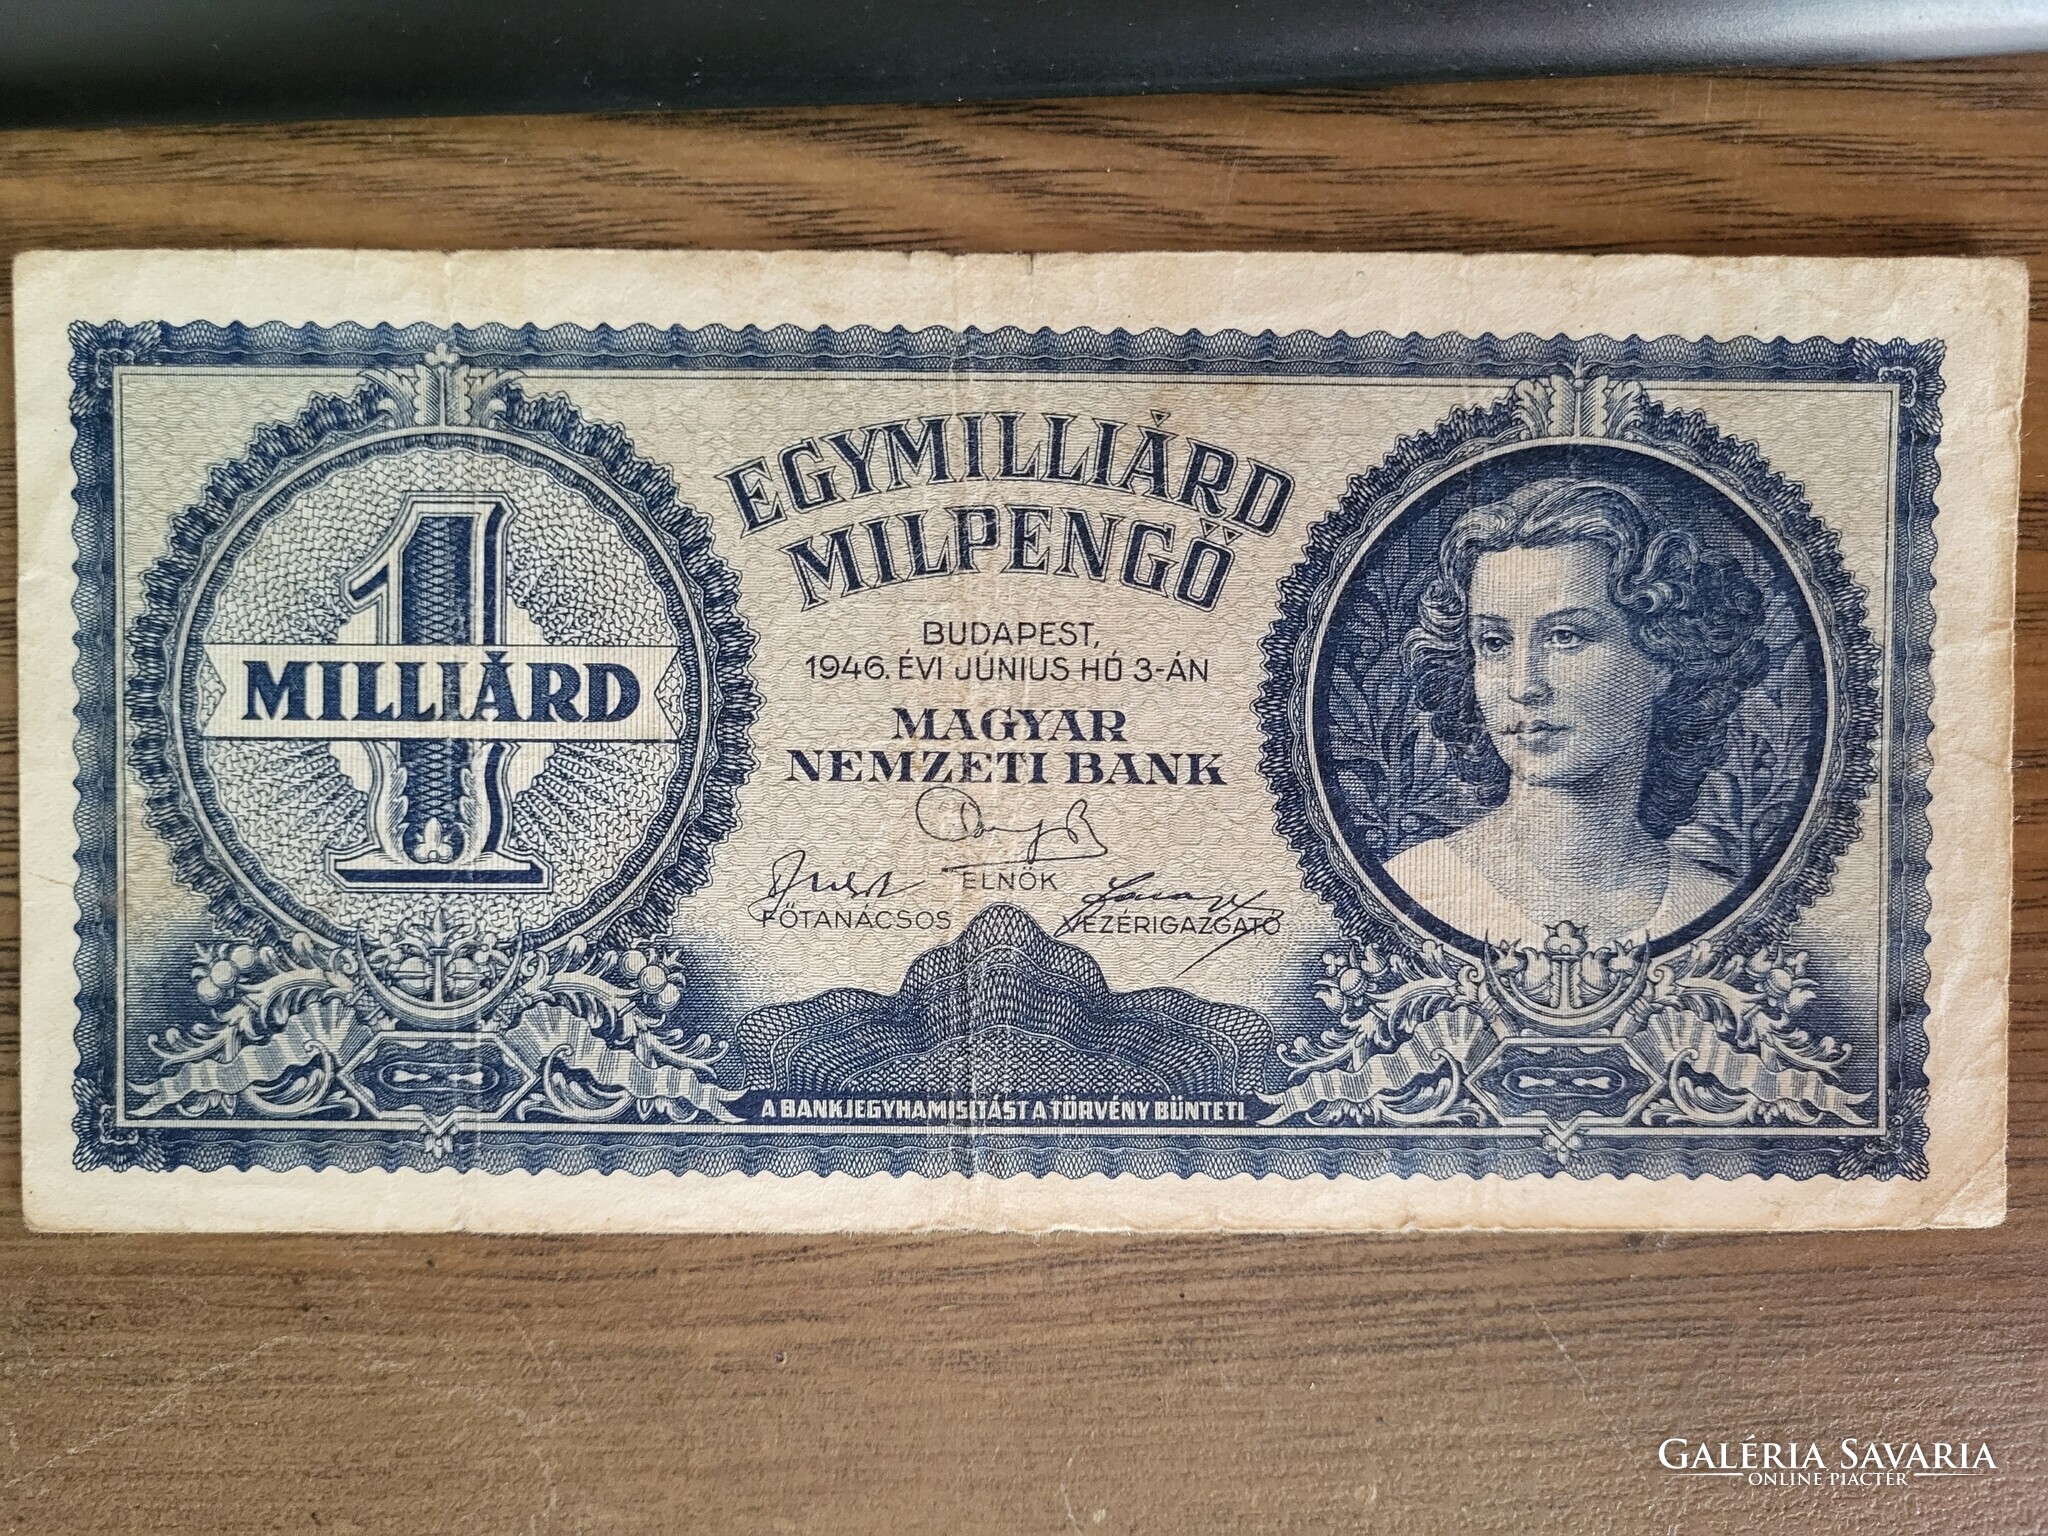 EGYMILLIÁRD
MILPENGŐ
1
MILLIÁRD
BUDAPEST,
1946. ÉVI JÚNIUS HÓ 3-ÁN
MAGYAR
NEMZETI BANK
ELNÖK
FŐTANÁCSOS VEZÉRIGAZGATÓ
A BANKJEGYHAMISÍTÁST A TÖRVÉNY BÜNTETI
GALÉRIA SAVARIA
ONLINE PIACTÉR